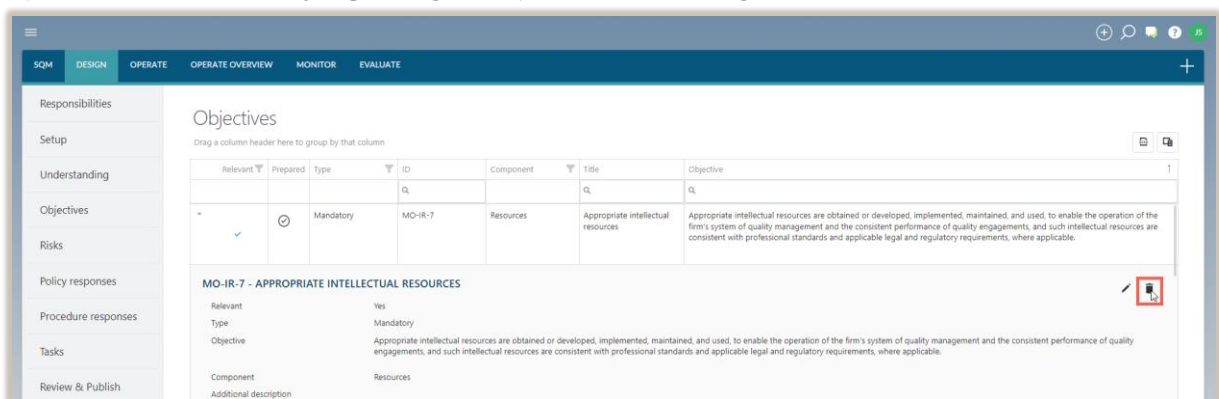 JS
SQM DESIGN OPERATE OPERATE OVERVIEW MONITOR EVALUATE
Responsibilities
Setup
Understanding
Objectives
Risks
Policy responses
Procedure responses
Tasks
Review & Publish
Objectives
Drag a column header here to group by that column
Relevant Prepared Type ID Component Title Objective
Mandatory MO-IR-7 Resources Appropriate intellectual resources
Appropriate intellectual resources are obtained or developed, implemented, maintained, and used, to enable the operation of the
firm's system of quality management and the consistent performance of quality engagements, and such intellectual resources are
consistent with professional standards and applicable legal and regulatory requirements, where applicable.
MO-IR-7 - APPROPRIATE INTELLECTUAL RESOURCES
Relevant Yes
Type Mandatory
Objective Appropriate intellectual resources are obtained or developed, implemented, maintained, and used, to enable the operation of the firm's system of quality management and the consistent performance of quality
engagements, and such intellectual resources are consistent with professional standards and applicable legal and regulatory requirements, where applicable.
Component Resources
Additional description